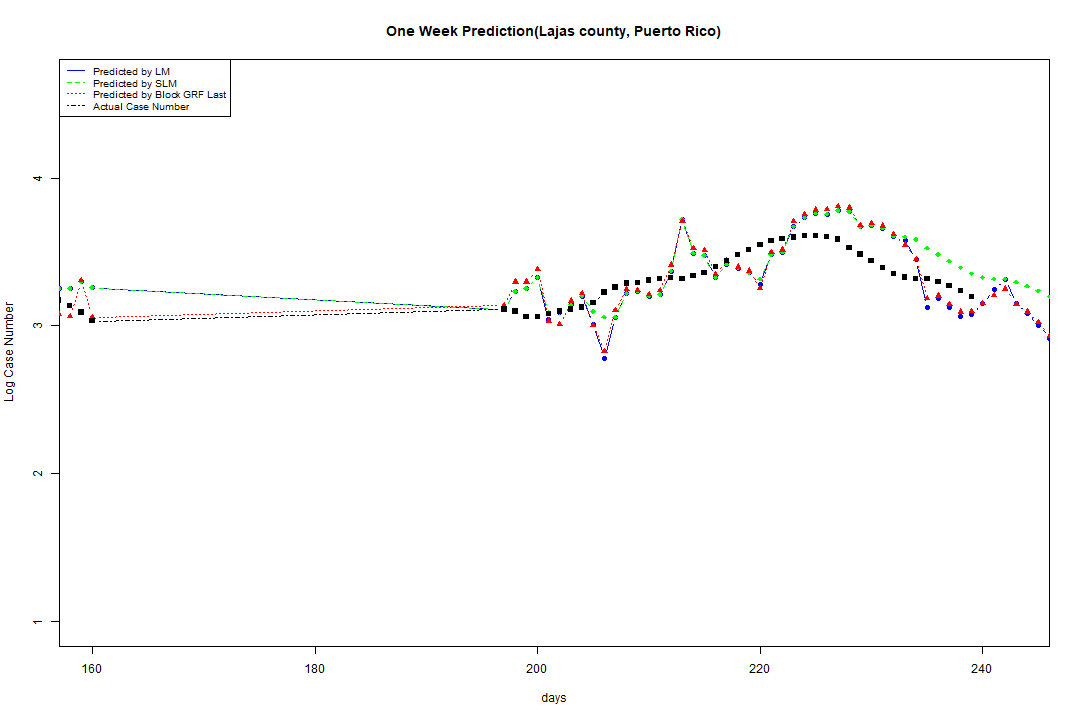 One Week Prediction(Lajas county, Puerto Rico)
Predicted by LM
Predicted by SLM
Predicted by Block GRF Last
Actual Case Number
4
3
2
1
Log Case Number
160 180 200 220 240
days